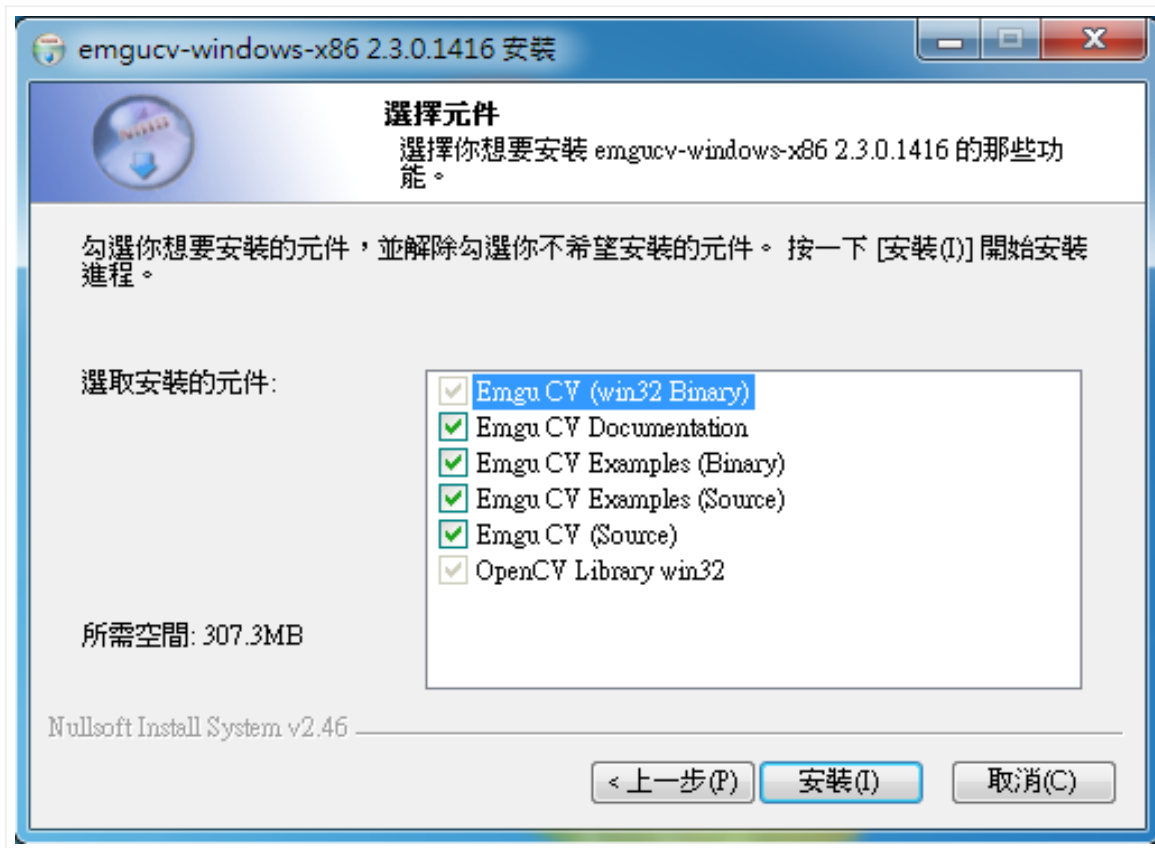 emgucv-windows-x86 2.3.0.1416 安裝
選擇元件
選擇你想要安裝 emgucv-windows-x86 2.3.0.1416 的那些功
能。
勾選你想要安裝的元件，並解除勾選你不希望安裝的元件。 按一下 [安裝(I)] 開始安裝
進程。
選取安裝的元件:
Emgu CV (win32 Binary)
Emgu CV Documentation
Emgu CV Examples (Binary)
Emgu CV Examples (Source)
Emgu CV (Source)
OpenCV Library win32
所需空間: 307.3MB
Nullsoft Install System v2.46
< 上一步(P)
安裝(I)
取消(C)